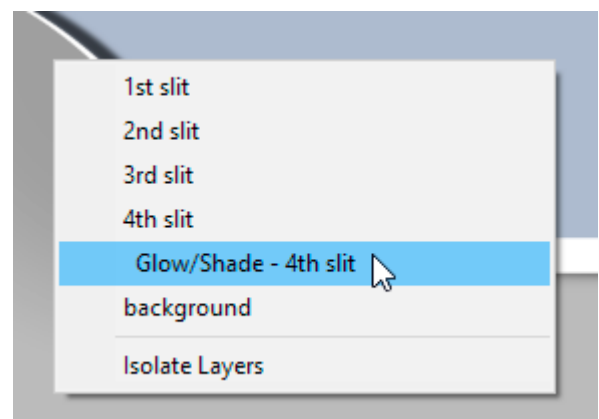 1st slit
2nd slit
3rd slit
4th slit
Glow/Shade - 4th slit
background
Isolate Layers